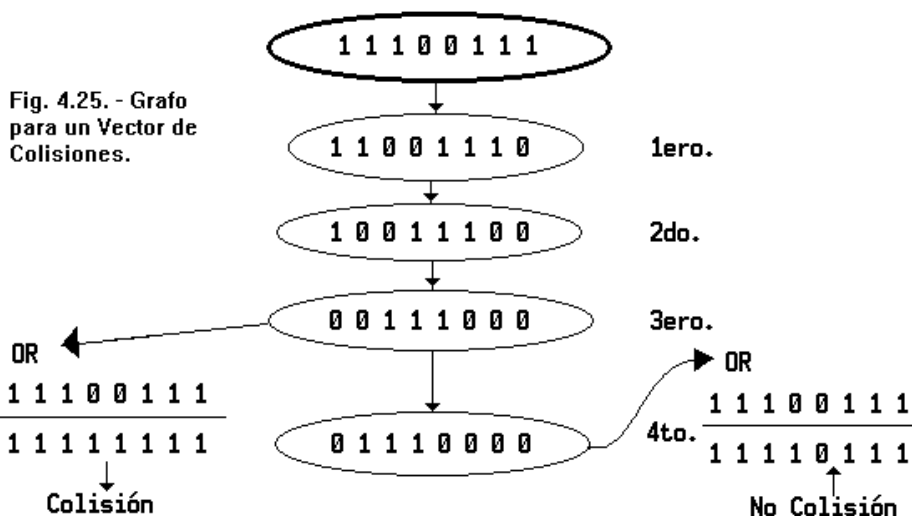 1 1 1 0 0 1 1 1
Fig. 4.25. - Grafo
para un Vector de
Colisiones.
1 1 0 0 1 1 1 0
1ero.
1 0 0 1 1 1 0 0
2do.
0 0 1 1 1 0 0 0
3ero.
OR
1 1 1 0 0 1 1 1
1 1 1 1 1 1 1 1
Colisión
0 1 1 1 0 0 0 0
4to.
OR
1 1 1 0 0 1 1 1
1 1 1 1 0 1 1 1
No Colisión